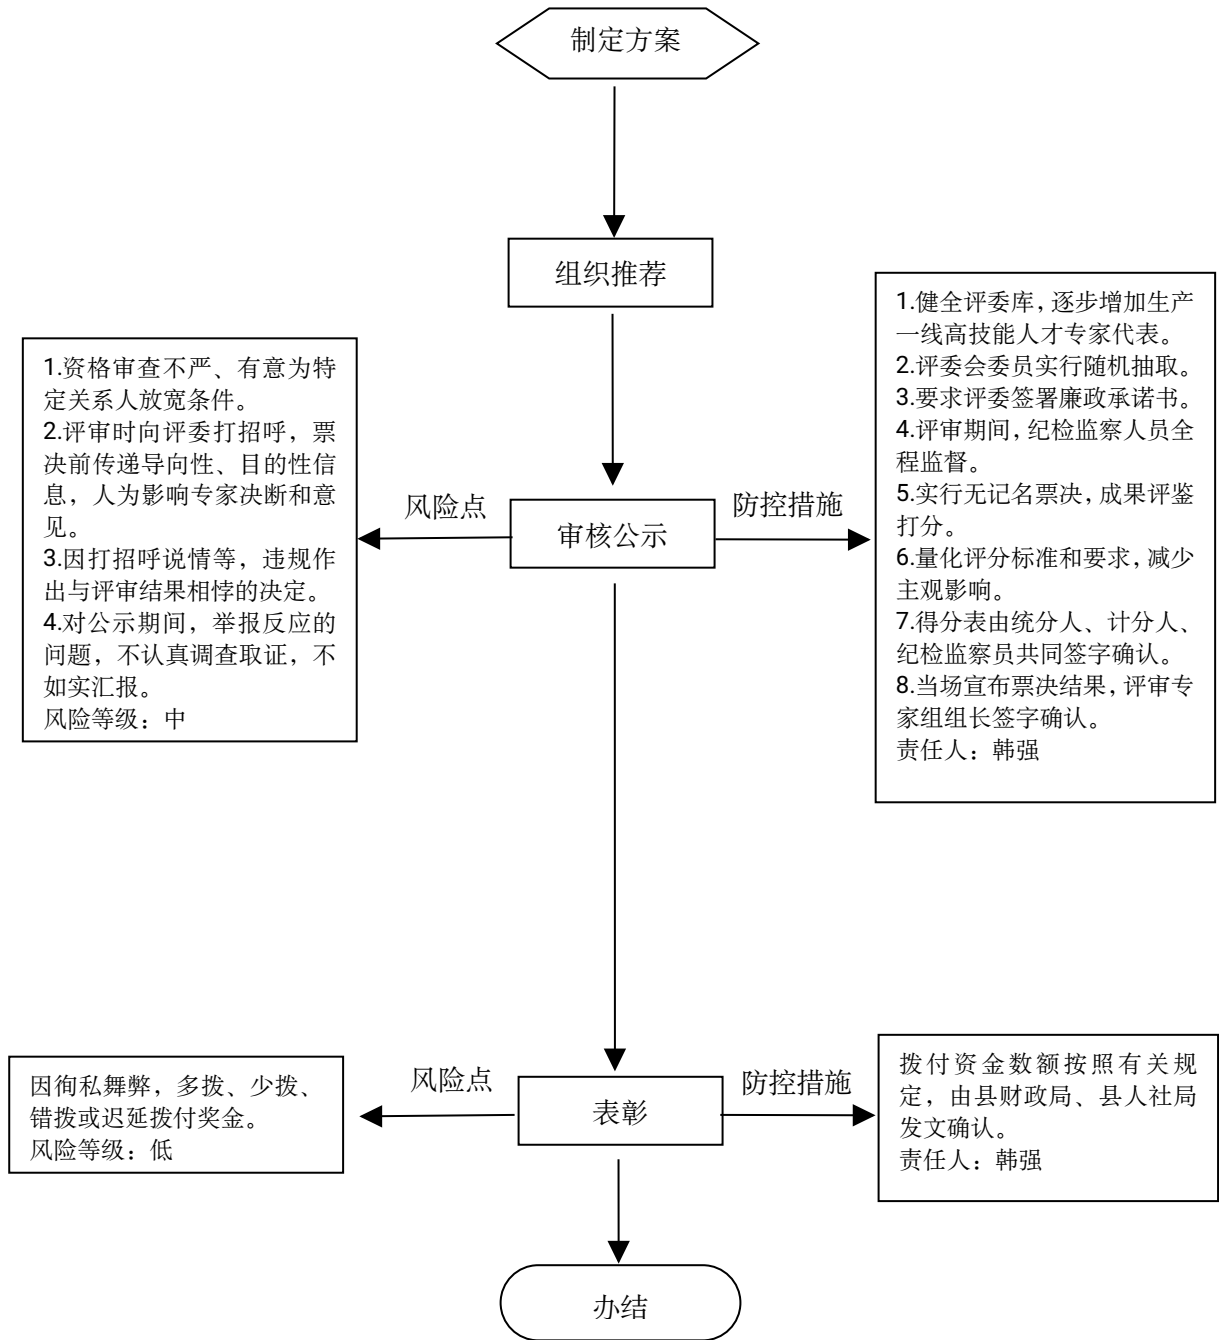 制定方案
组织推荐
1.资格审查不严、有意为特
定关系人放宽条件。
2.评审时向评委打招呼，票
决前传递导向性、目的性信
息，人为影响专家决断和意
见。
3.因打招呼说情等，违规作
出与评审结果相悖的决定。
4.对公示期间，举报反应的
问题，不认真调查取证，不
如实汇报。
风险等级：中
风险点
审核公示
防控措施
1.健全评委库，逐步增加生产
一线高技能人才专家代表。
2.评委会委员实行随机抽取。
3.要求评委签署廉政承诺书。
4.评审期间，纪检监察人员全
程监督。
5.实行无记名票决，成果评鉴
打分。
6.量化评分标准和要求，减少
主观影响。
7.得分表由统分人、计分人、
纪检监察员共同签字确认。
8.当场宣布票决结果，评审专
家组组长签字确认。
责任人：韩强
因徇私舞弊，多拨、少拨、
错拨或迟延拨付奖金。
风险等级：低
风险点
表彰
防控措施
拨付资金数额按照有关规
定，由县财政局、县人社局
发文确认。
责任人：韩强
办结